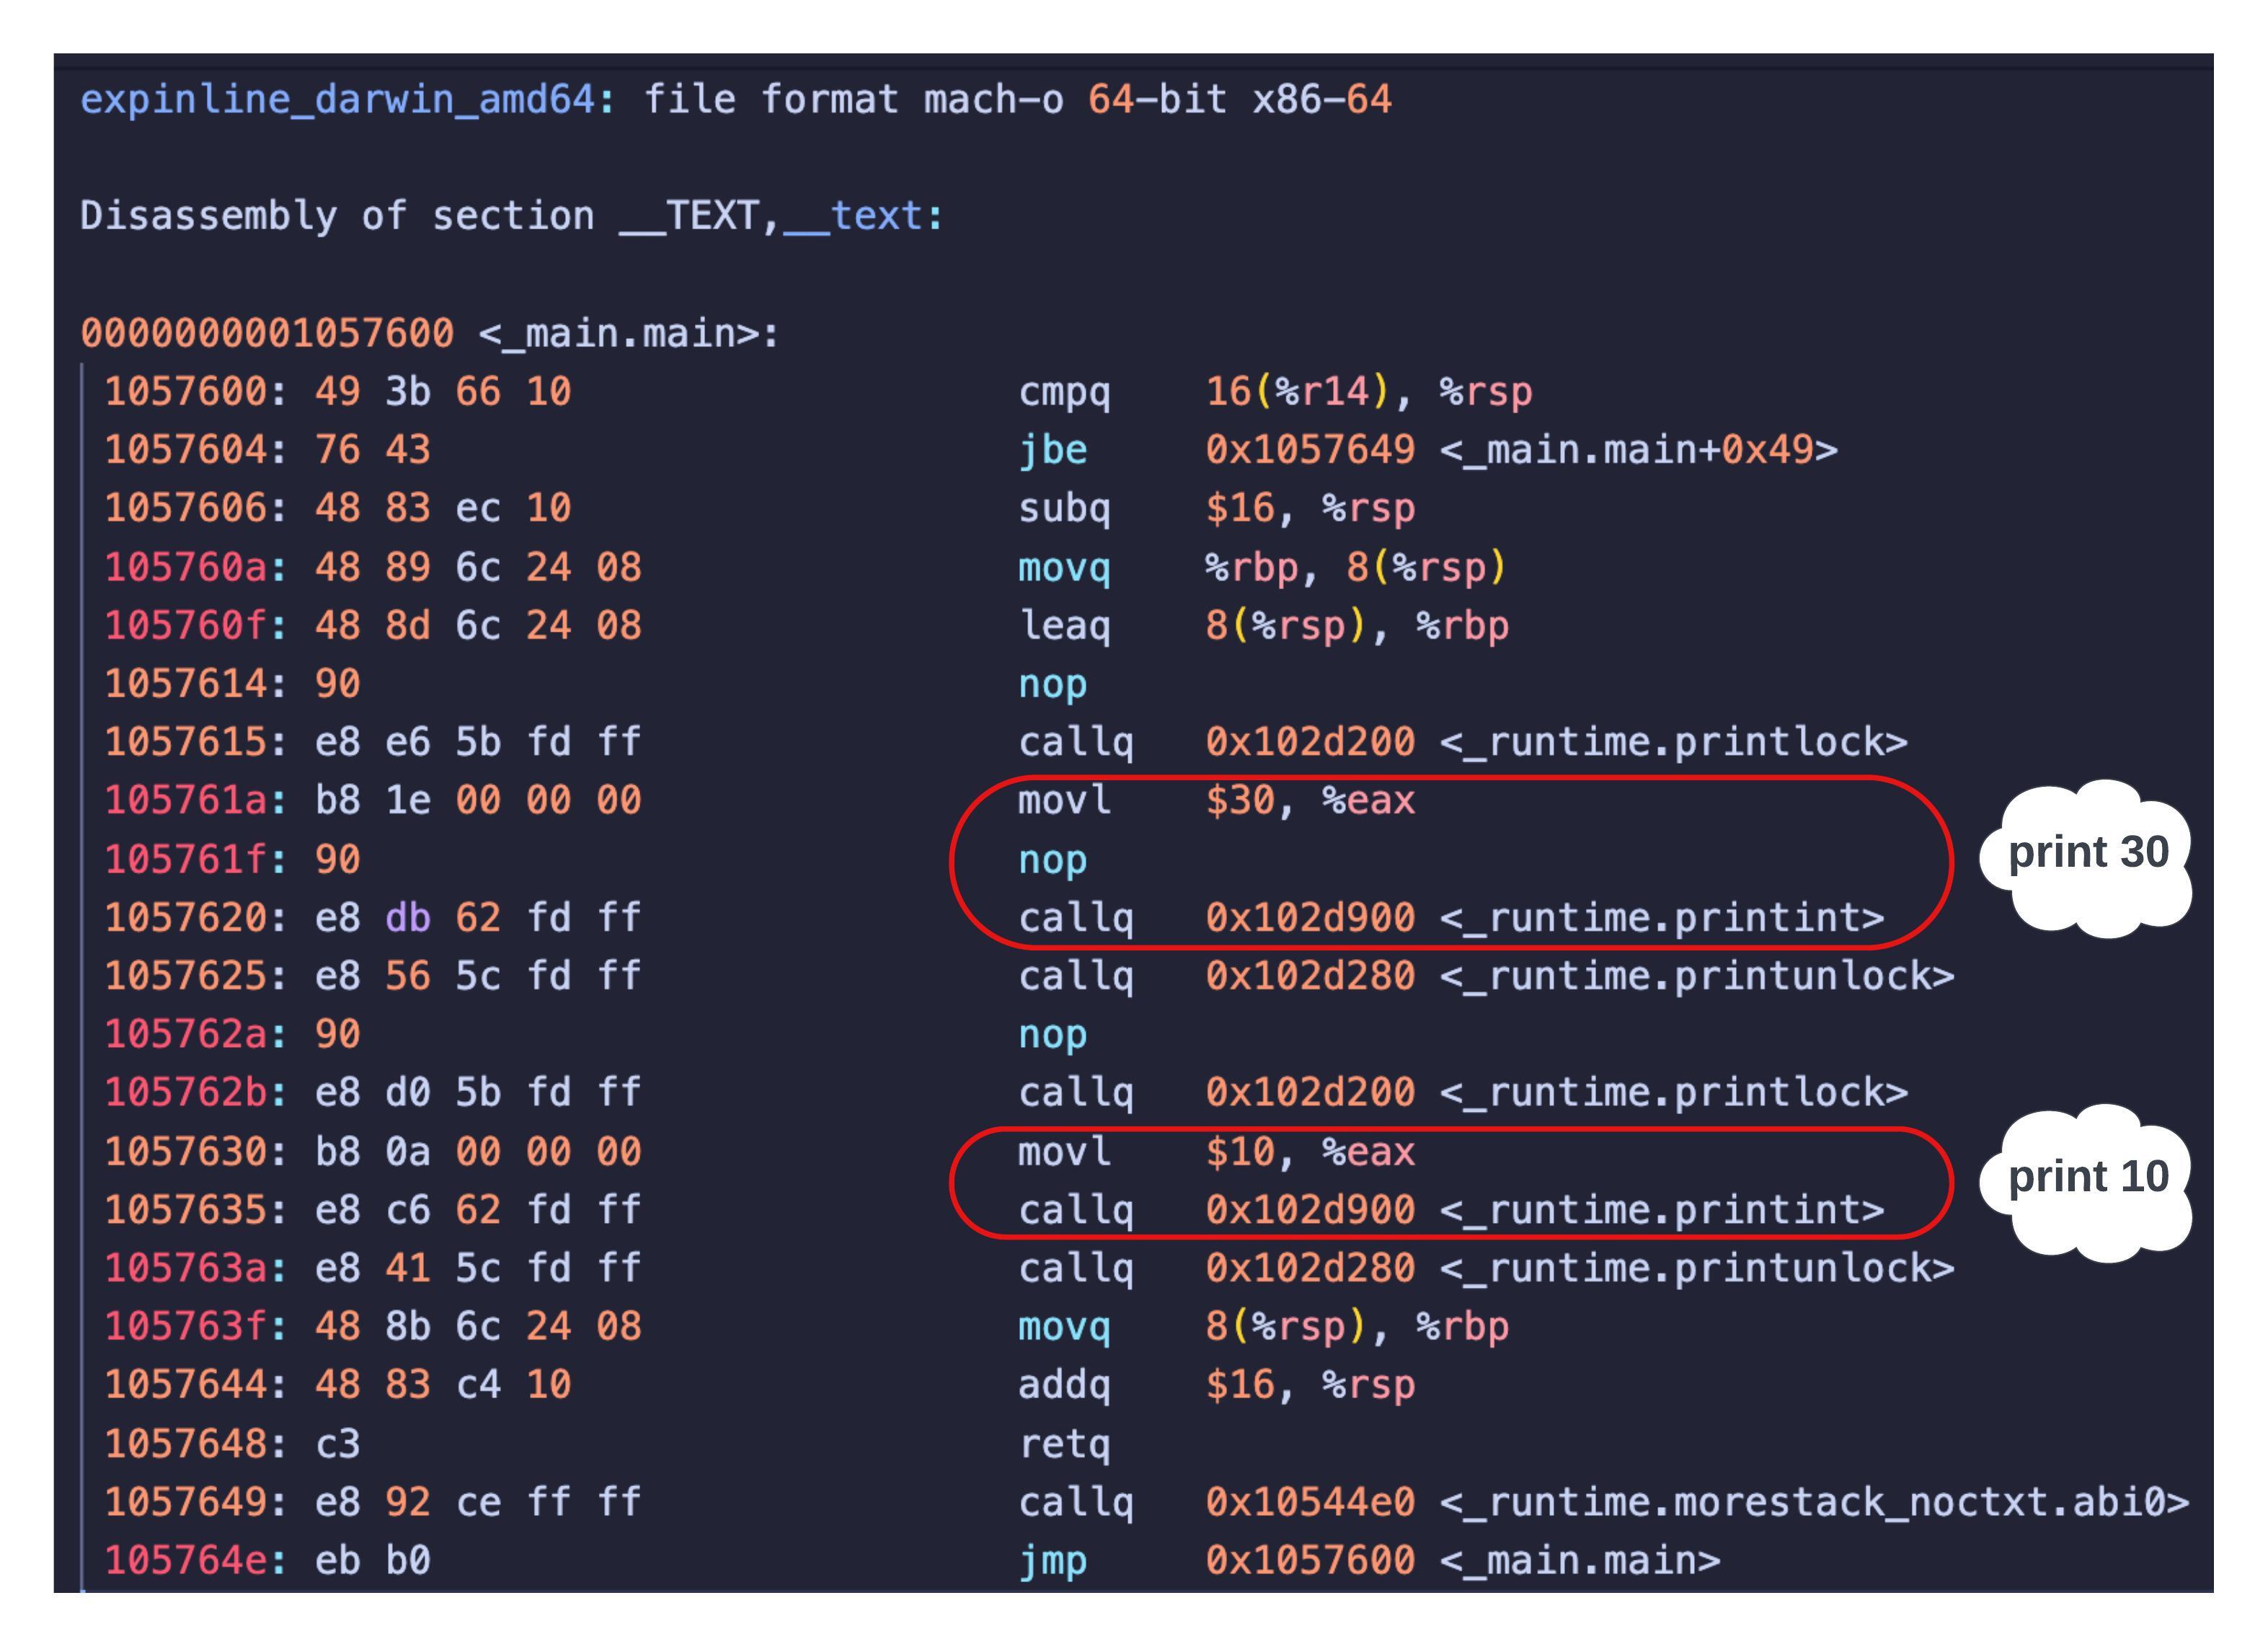 expinline_darwin_amd64: file format mach-o 64-bit x86-64
Disassembly of section __TEXT,__text:
0000000001057600 <_main.main>:
1057600: 49 3b 66 10 cmpq 16(%r14), %rsp
1057604: 76 43 jbe 0x1057649 <_main.main+0x49>
1057606: 48 83 ec 10 subq $16, %rsp
105760a: 48 89 6c 24 08 movq %rbp, 8(%rsp)
105760f: 48 8d 6c 24 08 leaq 8(%rsp), %rbp
1057614: 90 nop
1057615: e8 e6 5b fd ff callq 0x102d200 <_runtime.printlock>
105761a: b8 1e 00 00 00 movl $30, %eax
105761f: 90 nop
print 30
1057620: e8 db 62 fd ff callq 0x102d900 <_runtime.printint>
1057625: e8 56 5c fd ff callq 0x102d280 <_runtime.printunlock>
105762a: 90 nop
105762b: e8 d0 5b fd ff callq 0x102d200 <_runtime.printlock>
1057630: b8 0a 00 00 00 movl $10, %eax
print 10
1057635: e8 c6 62 fd ff callq 0x102d900 <_runtime.printint>
105763a: e8 41 5c fd ff callq 0x102d280 <_runtime.printunlock>
105763f: 48 8b 6c 24 08 movq 8(%rsp), %rbp
1057644: 48 83 c4 10 addq $16, %rsp
1057648: c3 retq
1057649: e8 92 ce ff ff callq 0x10544e0 <_runtime.morestack_noctxt.abi0>
105764e: eb b0 jmp 0x1057600 <_main.main>